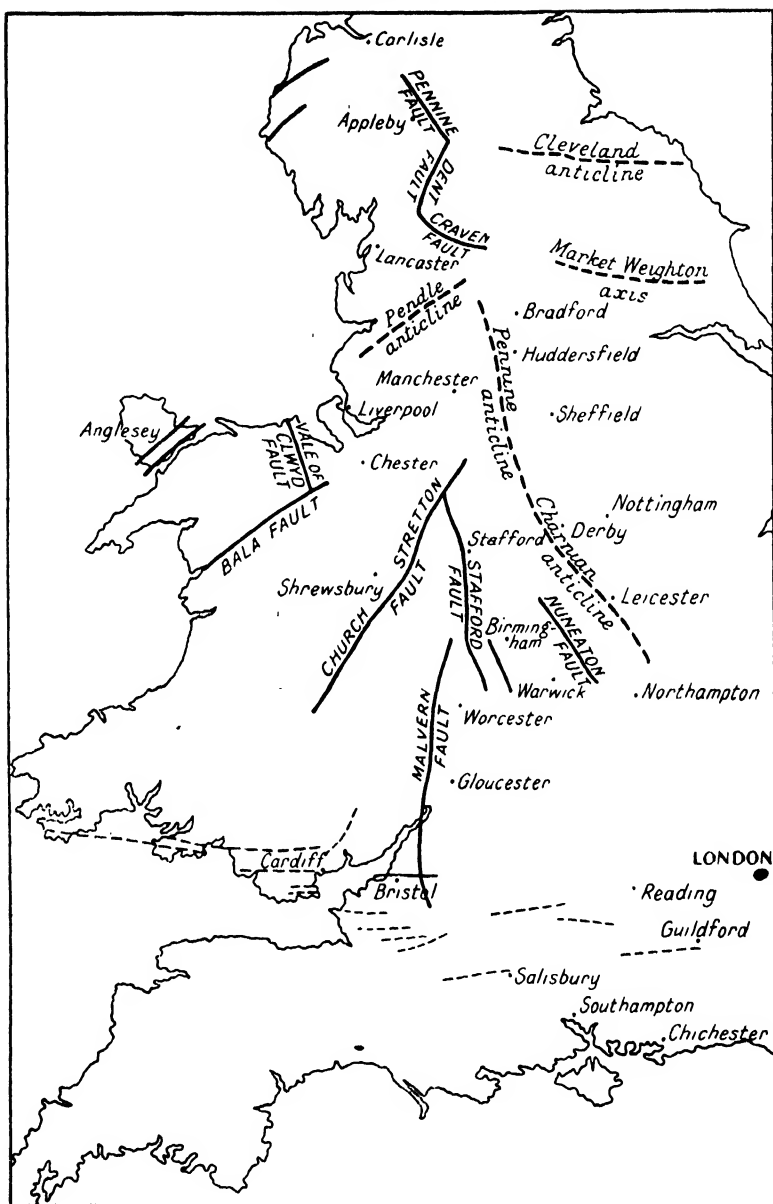 Carlisle
PENNINE
FAULT
Appleby
DENT
FAULT
Cleveland
anticline
CRAVEN
FAULT
Lancaster
Market Weighton
axis
Pendle
anticline
Bradford
Pennine
anticline
Huddersfield
Manchester
Liverpool
Sheffield
Anglesey
VALE OF
CLWYD
FAULT
Chester
BALA FAULT
Nottingham
Derby
Charnian
anticline
CHURCH STRETTON
FAULT
Stafford
STAFFORD
FAULT
Shrewsbury
Leicester
Birming-
ham
NUNEATON
FAULT
Warwick
Northampton
Worcester
MALVERN
FAULT
Gloucester
Cardiff
LONDON
Bristol
Reading
Guildford
Salisbury
Southampton
Chichester